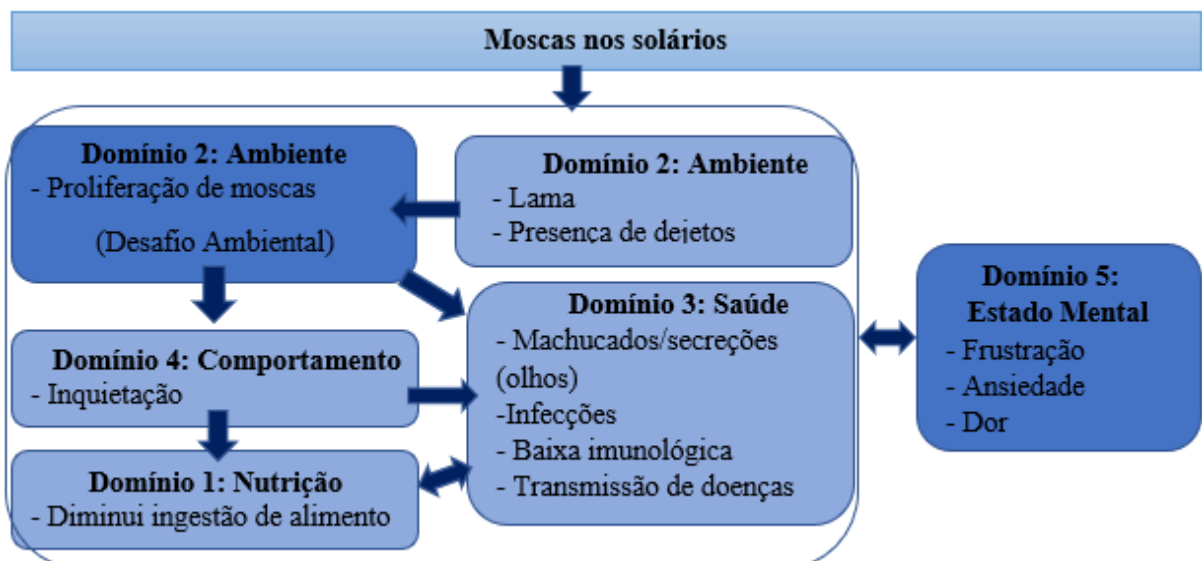 Moscas nos solários
Domínio 2: Ambiente
- Proliferação de moscas
(Desafio Ambiental)
Domínio 2: Ambiente
- Lama
- Presença de dejetos
Domínio 4: Comportamento
- Inquietação
Domínio 3: Saúde
- Machucados/secreções
(olhos)
-Infecções
- Baixa imunológica
- Transmissão de doenças
Domínio 1: Nutrição
- Diminui ingestão de alimento
Domínio 5:
Estado Mental
- Frustração
- Ansiedade
- Dor